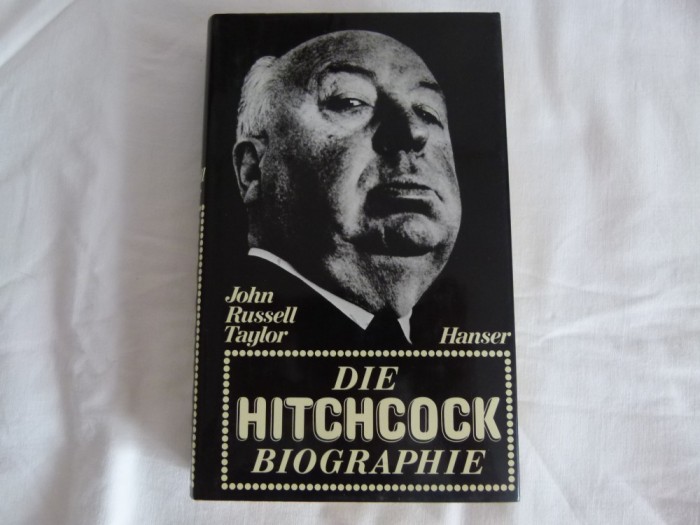 John
Russell
Taylor
Hanser
DIE
HITCHCOCK
BIOGRAPHIE